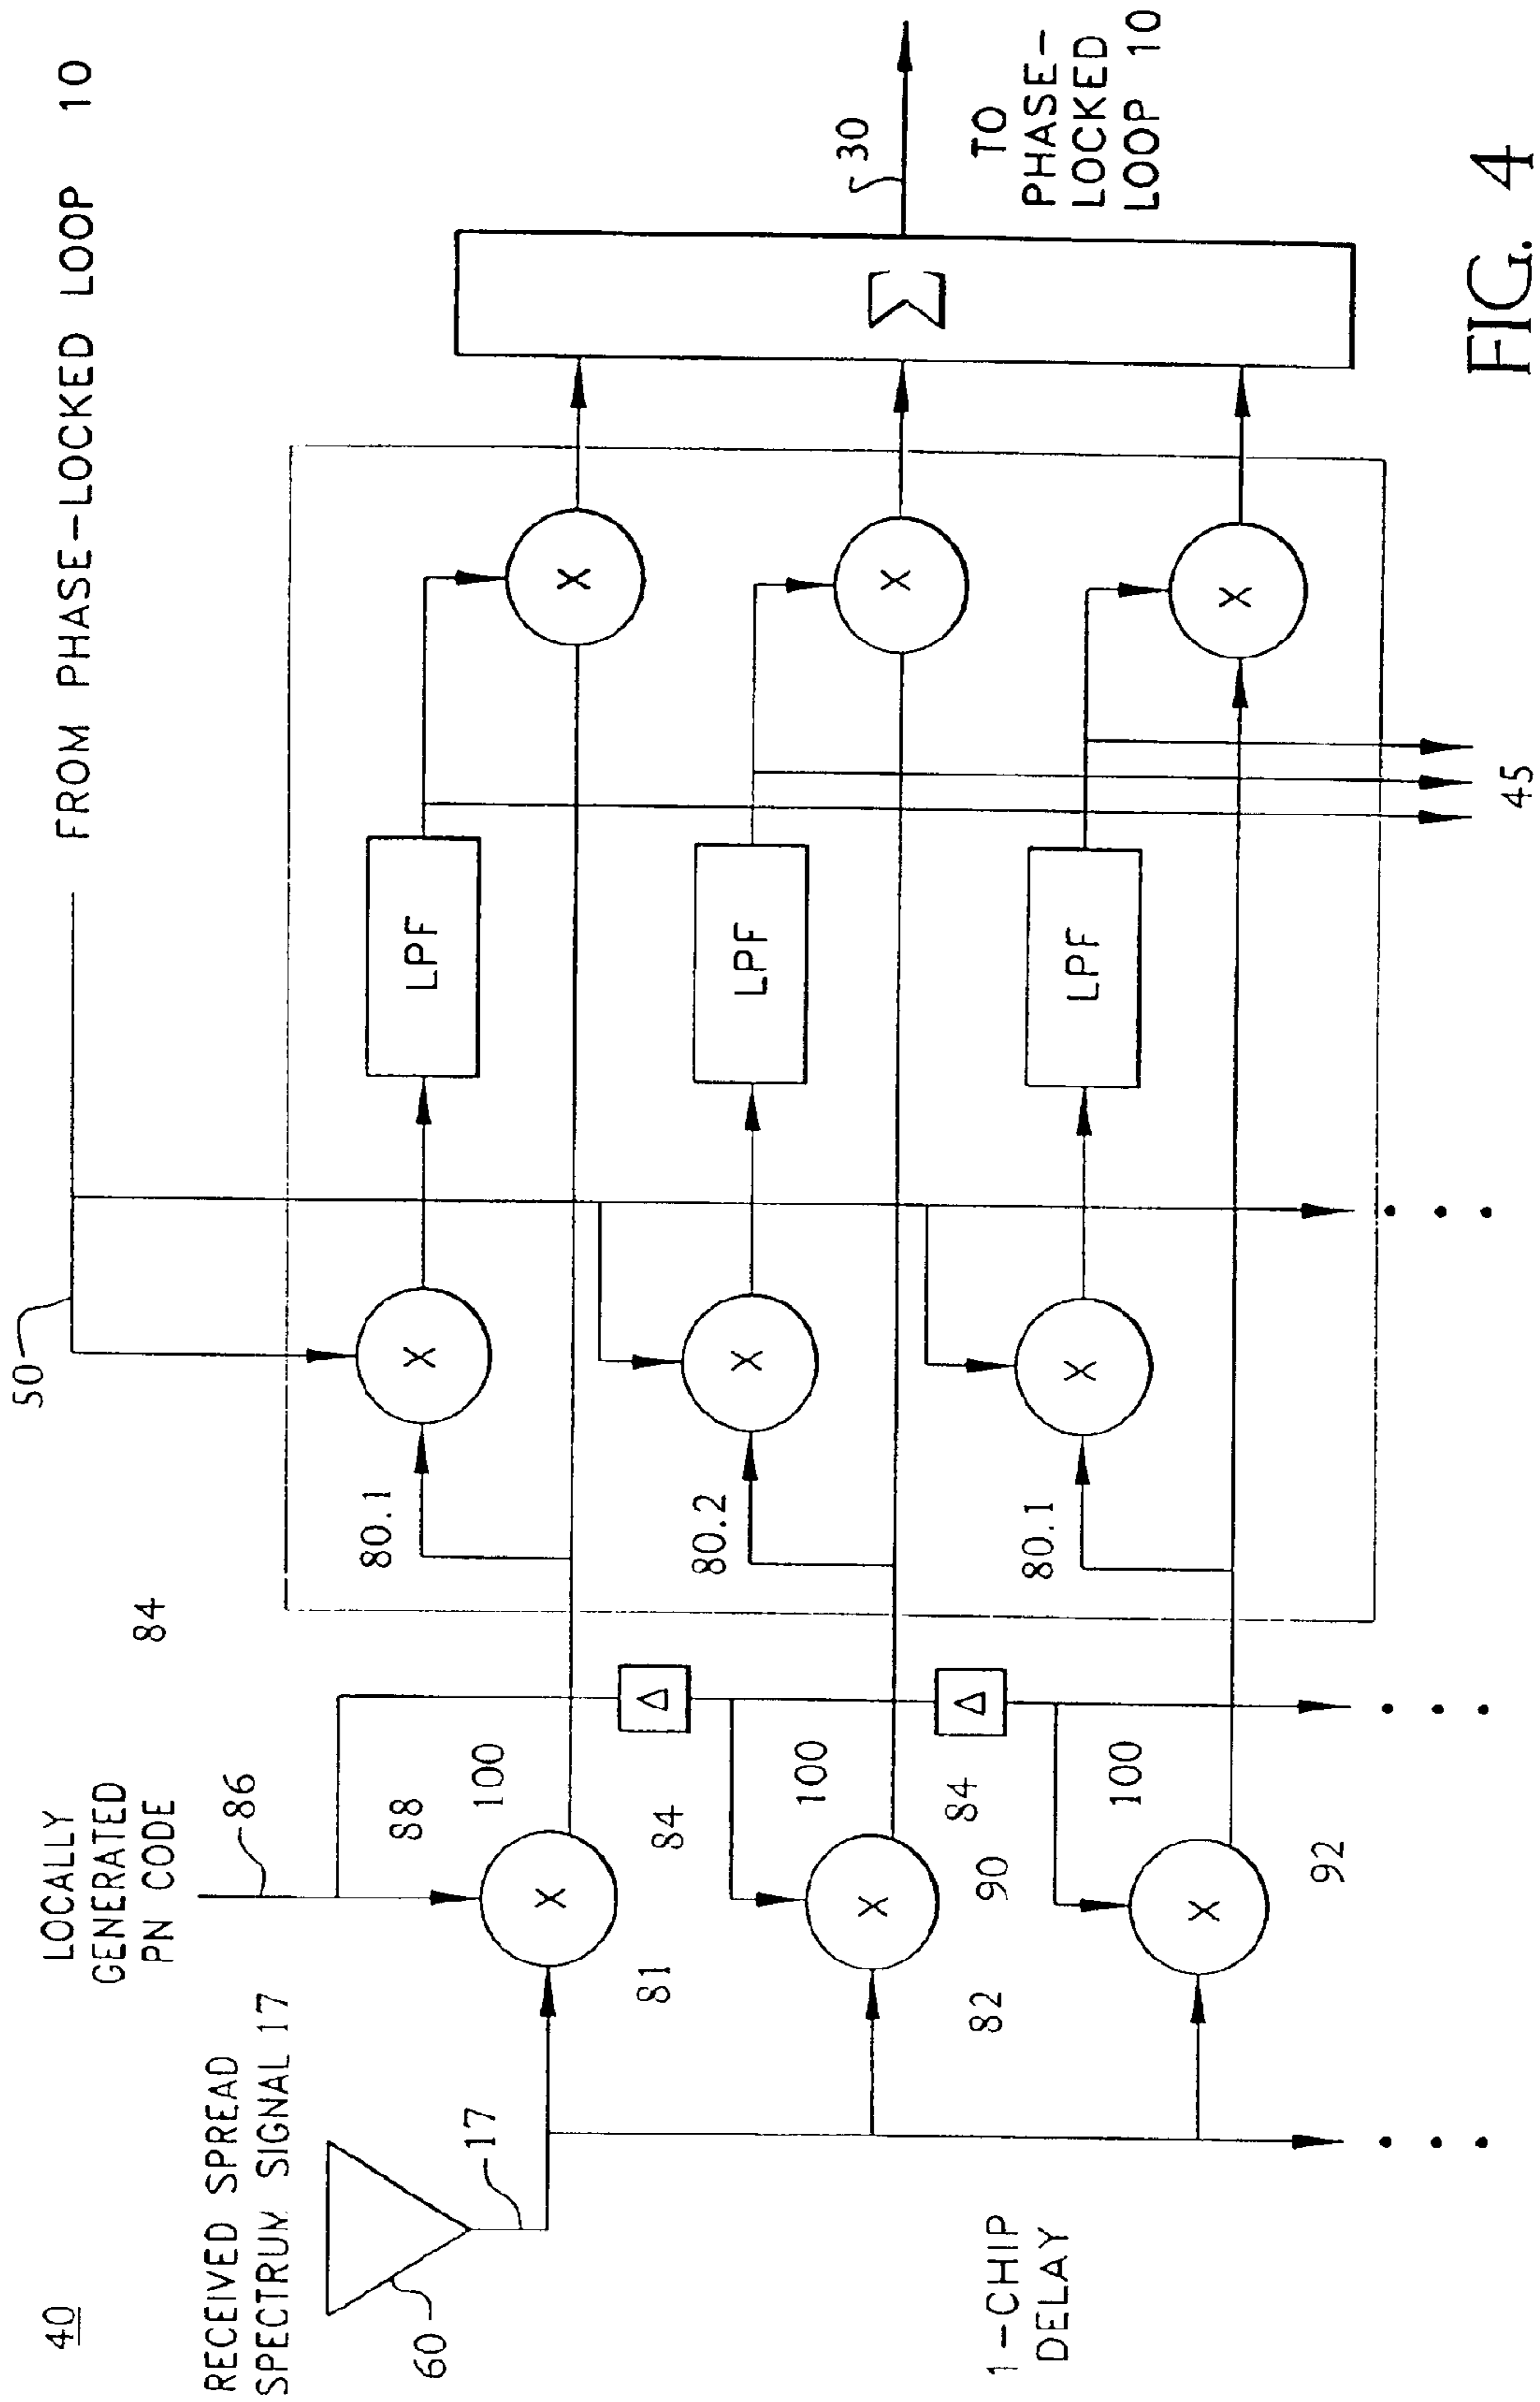 40
RECEIVED SPREAD
SPECTRUM SIGNAL 17
LOCALLY
GENERATED
PN CODE
86
84
50
FROM PHASE-LOCKED LOOP 10
60
17
88
100
X
81
80.1
X
LPF
X
Δ
84
100
X
82
90
80.2
X
LPF
X
Σ
30
TO
PHASE-
LOCKED
LOOP 10
1-CHIP
DELAY
Δ
84
100
X
92
80.1
X
LPF
X
45
FIG. 4